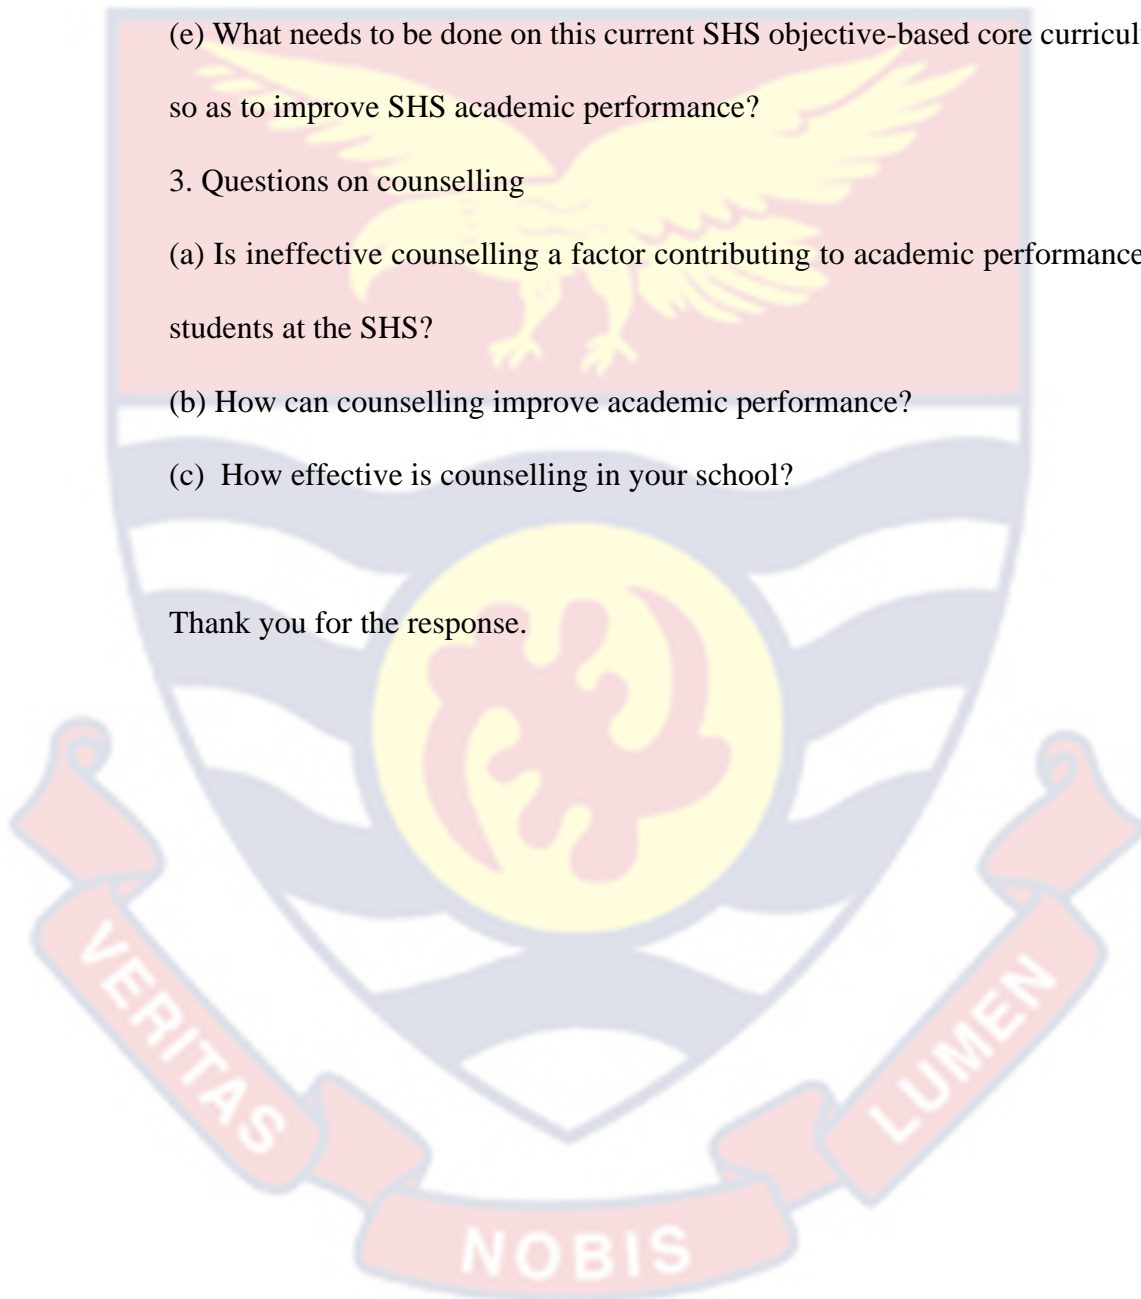 (e) What needs to be done on this current SHS objective-based core
so as to improve SHS academic performance?
3. Questions on counselling
(a) Is ineffective counselling a factor contributing to academic performance
students at the SHS?
(b) How can counselling improve academic performance?
(c) How effective is counselling in your school?
Thank you for the response.
VERITAS
NOBIS
LUMEN